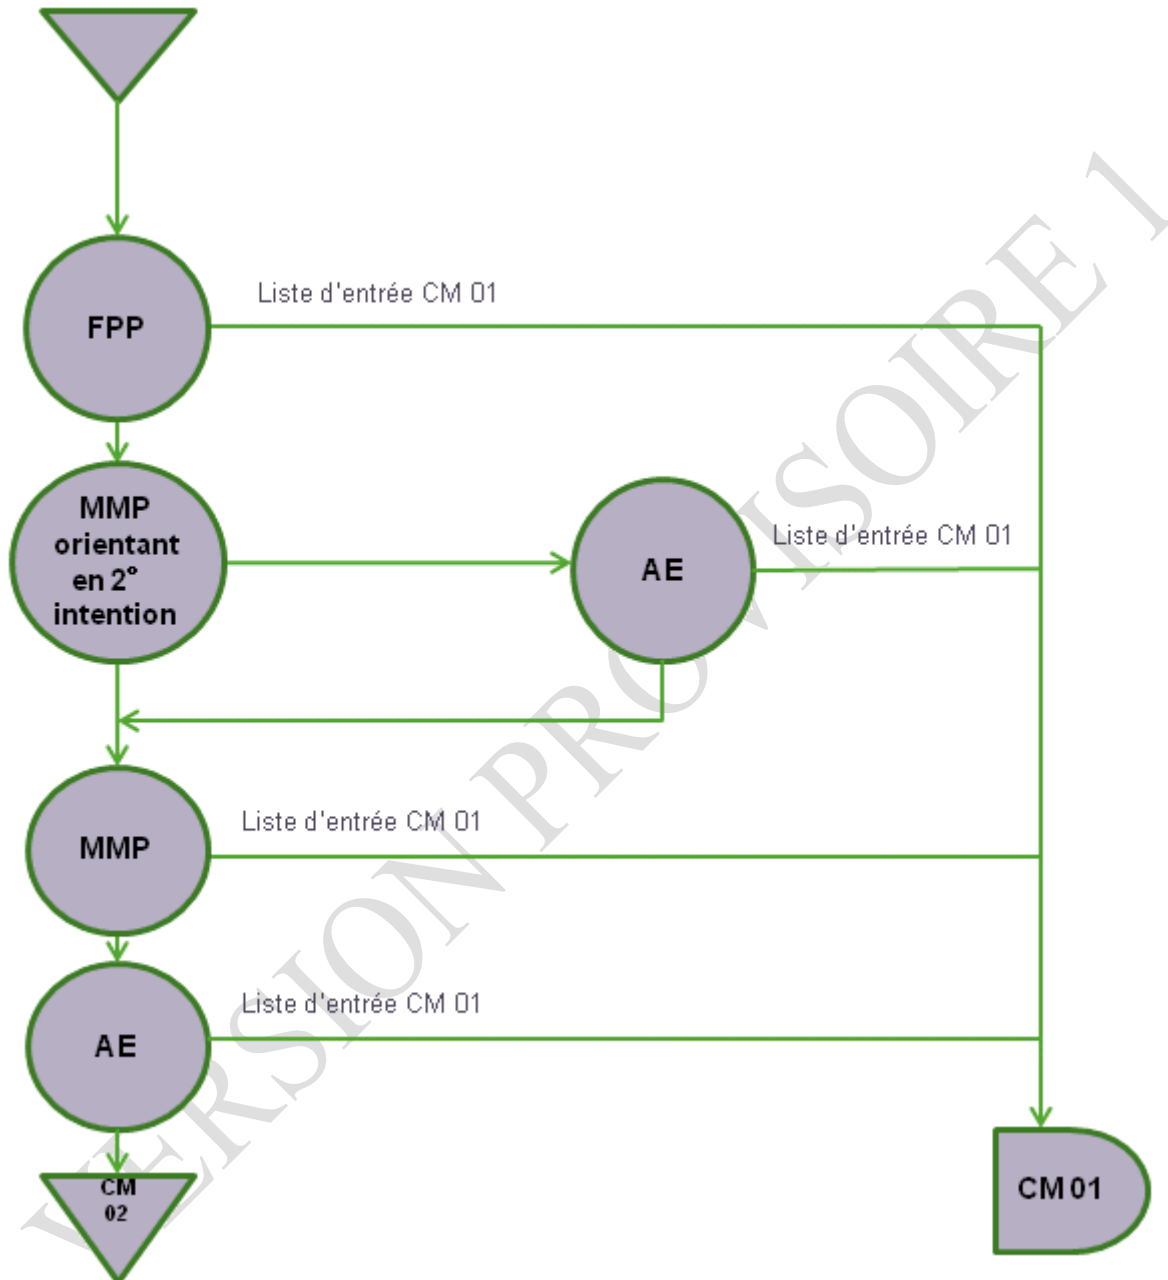 Liste d'entrée CM 01
FPP
MMP
orientant
en 2°
intention
AE
Liste d'entrée CM 01
MMP
Liste d'entrée CM 01
AE
Liste d'entrée CM 01
CM
02
CM 01
VERSION PROVISOIRE 1